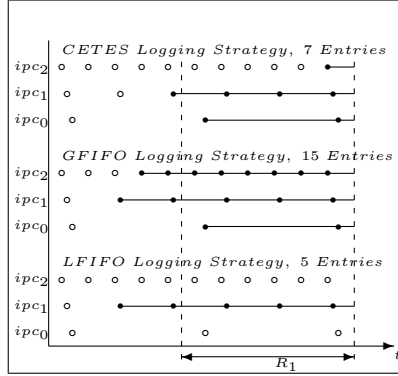 CETES Logging Strategy, 7 Entries
ipc2
ipc1
ipc0
GFIFO Logging Strategy, 15 Entries
ipc2
ipc1
ipc0
LFIFO Logging Strategy, 5 Entries
ipc2
ipc1
ipc0
t
R1